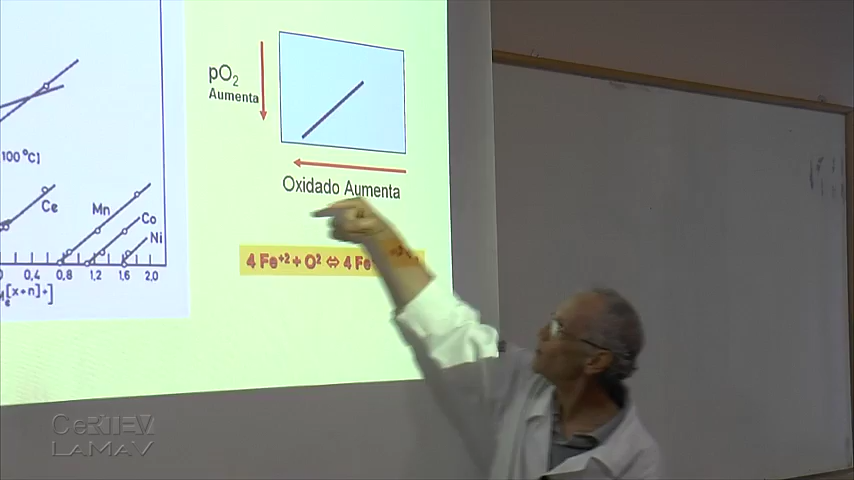 100 °C]
Ce
Mn
Co
Ni
0,4 0,8 1,2 1,6 2,0
[x+n]+]
pO2
Aumenta
Oxidado Aumenta
4 Fe+2 + O2 ⇔ 4 Fe
CeRTEV
LAMAV